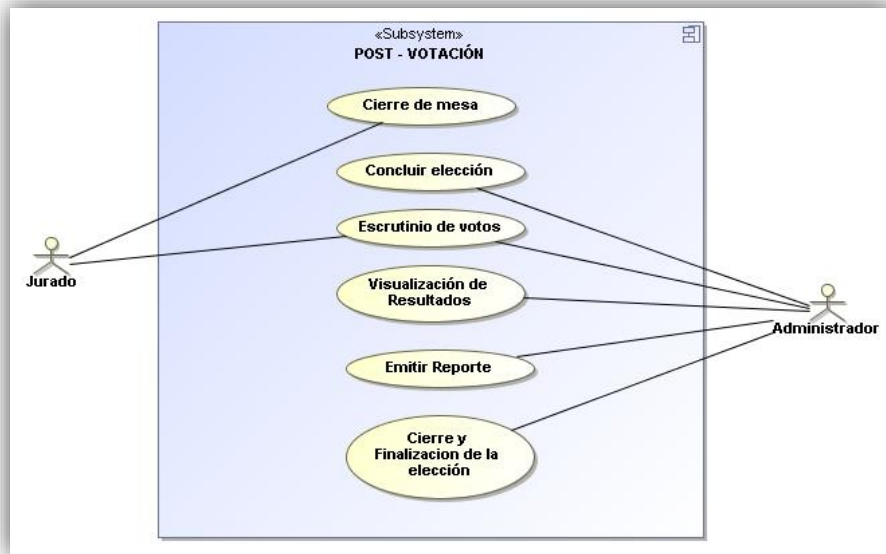 «Subsystem»
POST - VOTACIÓN
Cierre de mesa
Concluir elección
Escrutinio de votos
Jurado
Visualización de
Resultados
Administrador
Emitir Reporte
Cierre y
Finalizacion de la
elección